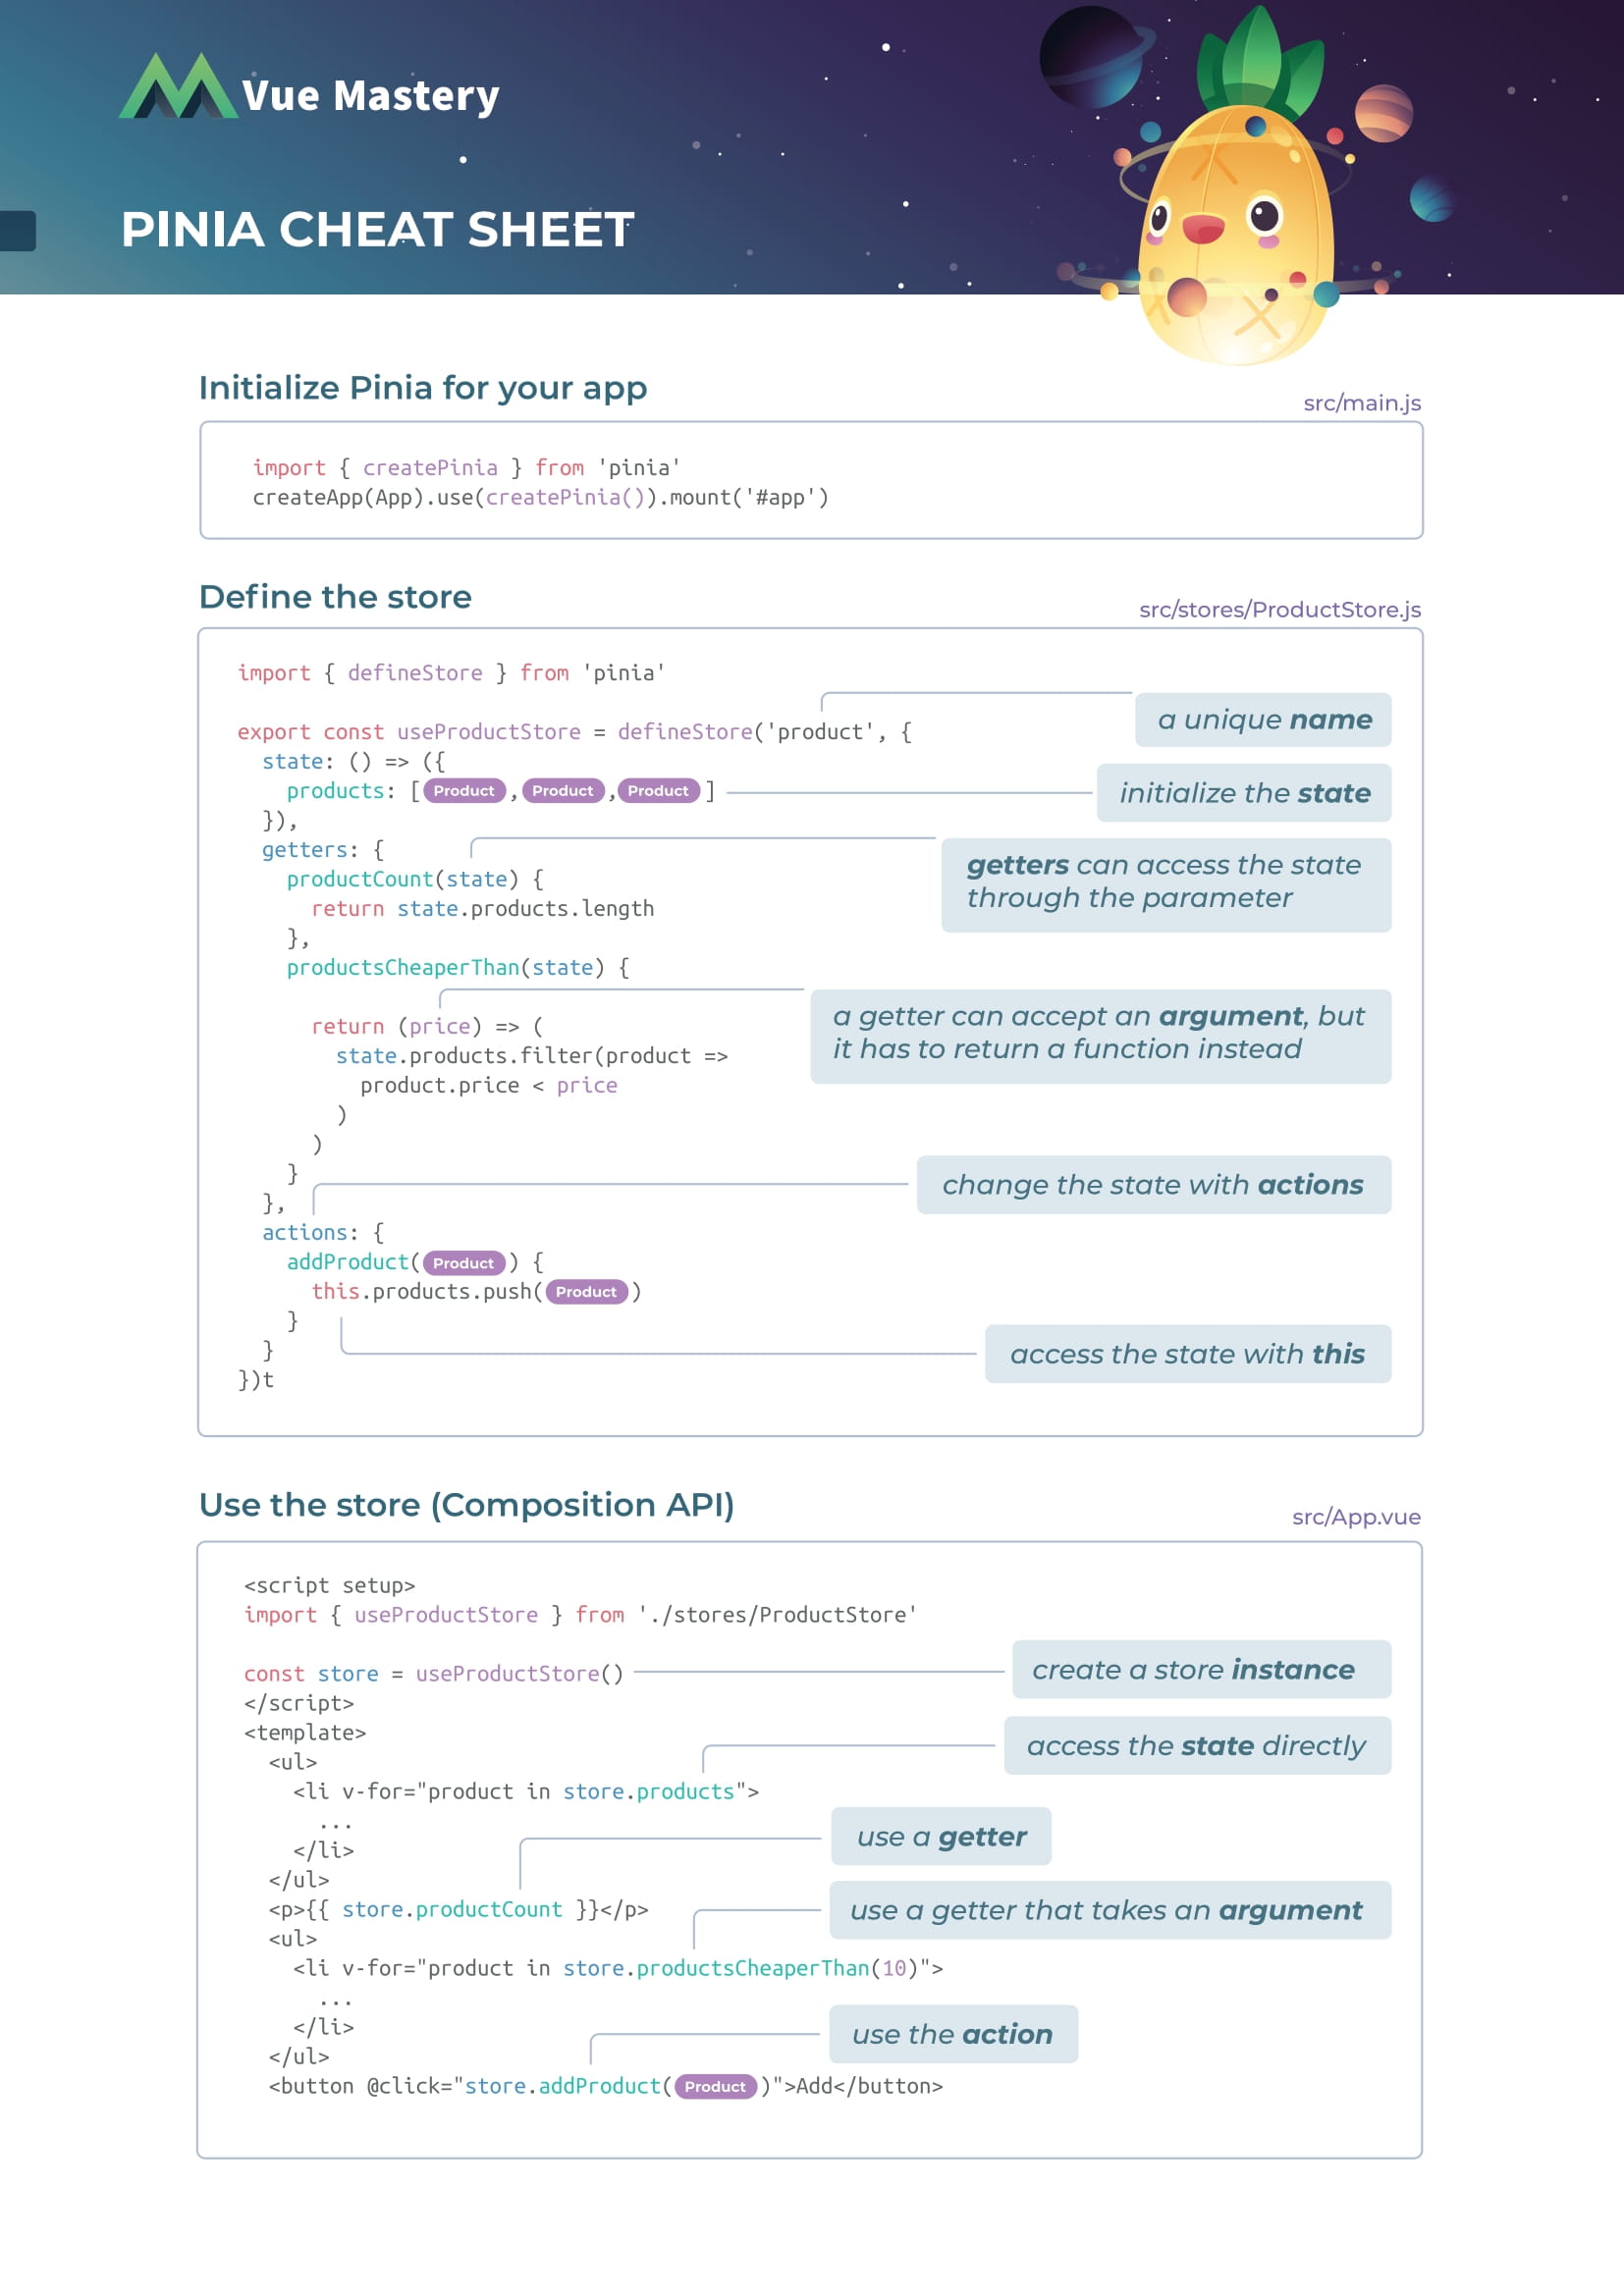 Vue Mastery
PINIA CHEAT SHEET
Initialize Pinia for your app
src/main.js
import { createPinia } from 'pinia'
createApp(App).use(createPinia()).mount('#app')
Define the store
src/stores/ProductStore.js
import { defineStore } from 'pinia'
a unique name
export const useProductStore = defineStore('product', {
  state: () => ({
    products: [Product,Product,Product]
initialize the state
  }),
  getters: {
getters can access the state
through the parameter
    productCount(state) {
      return state.products.length
    },
    productsCheaperThan(state) {
a getter can accept an argument, but
it has to return a function instead
      return (price) => (
        state.products.filter(product =>
          product.price < price
        )
      )
    }
change the state with actions
  },
  actions: {
    addProduct(Product) {
      this.products.push(Product)
    }
access the state with this
  }
})t
Use the store (Composition API)
src/App.vue
<script setup>
import { useProductStore } from './stores/ProductStore'
const store = useProductStore()
create a store instance
</script>
<template>
access the state directly
  <ul>
    <li v-for="product in store.products">
      ...
use a getter
    </li>
  </ul>
  <p>{{ store.productCount }}</p>
use a getter that takes an argument
  <ul>
    <li v-for="product in store.productsCheaperThan(10)">
      ...
    </li>
use the action
  </ul>
  <button @click="store.addProduct(Product)">Add</button>